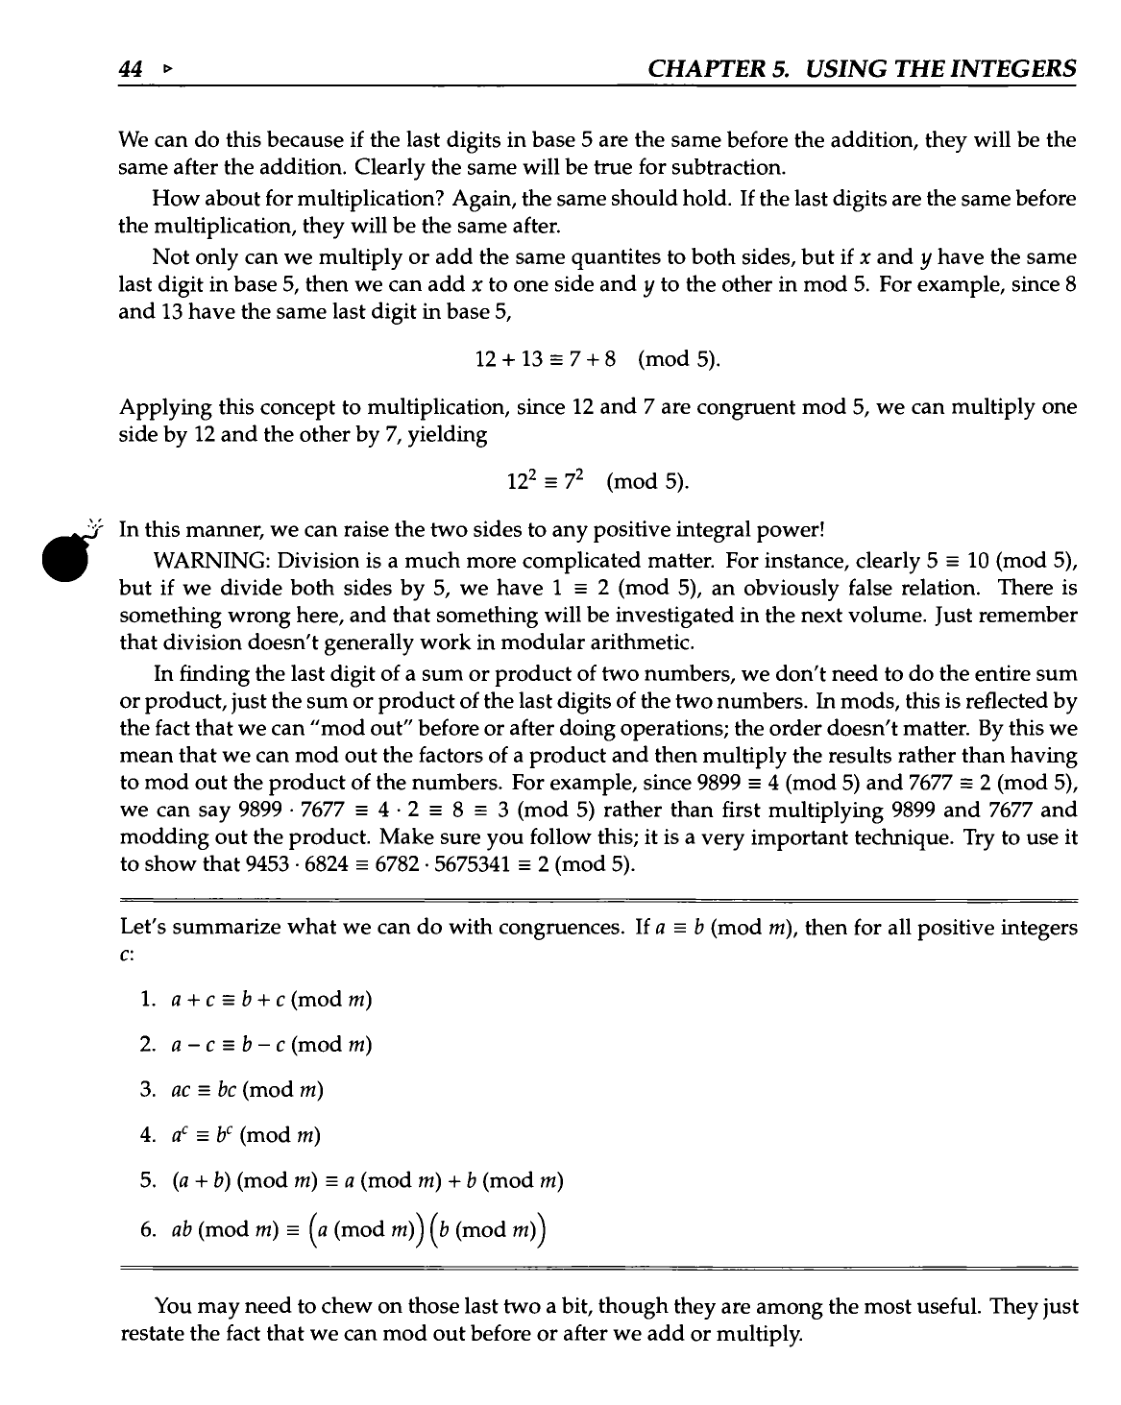 44 ▹ CHAPTER 5. USING THE INTEGERS
We can do this because if the last digits in base 5 are the same before the addition, they will be the
same after the addition. Clearly the same will be true for subtraction.
How about for multiplication? Again, the same should hold. If the last digits are the same before
the multiplication, they will be the same after.
Not only can we multiply or add the same quantites to both sides, but if x and y have the same
last digit in base 5, then we can add x to one side and y to the other in mod 5. For example, since 8
and 13 have the same last digit in base 5,
12 + 13 ≡ 7 + 8 (mod 5).
Applying this concept to multiplication, since 12 and 7 are congruent mod 5, we can multiply one
side by 12 and the other by 7, yielding
12² ≡ 7² (mod 5).
In this manner, we can raise the two sides to any positive integral power!
WARNING: Division is a much more complicated matter. For instance, clearly 5 ≡ 10 (mod 5),
but if we divide both sides by 5, we have 1 ≡ 2 (mod 5), an obviously false relation. There is
something wrong here, and that something will be investigated in the next volume. Just remember
that division doesn't generally work in modular arithmetic.
In finding the last digit of a sum or product of two numbers, we don't need to do the entire sum
or product, just the sum or product of the last digits of the two numbers. In mods, this is reflected by
the fact that we can "mod out" before or after doing operations; the order doesn't matter. By this we
mean that we can mod out the factors of a product and then multiply the results rather than having
to mod out the product of the numbers. For example, since 9899 ≡ 4 (mod 5) and 7677 ≡ 2 (mod 5),
we can say 9899 · 7677 ≡ 4 · 2 ≡ 8 ≡ 3 (mod 5) rather than first multiplying 9899 and 7677 and
modding out the product. Make sure you follow this; it is a very important technique. Try to use it
to show that 9453 · 6824 ≡ 6782 · 5675341 ≡ 2 (mod 5).
Let's summarize what we can do with congruences. If a ≡ b (mod m), then for all positive integers
c:
1. a + c ≡ b + c (mod m)
2. a − c ≡ b − c (mod m)
3. ac ≡ bc (mod m)
4. aᶜ ≡ bᶜ (mod m)
5. (a + b) (mod m) ≡ a (mod m) + b (mod m)
6. ab (mod m) ≡ (a (mod m))(b (mod m))
You may need to chew on those last two a bit, though they are among the most useful. They just
restate the fact that we can mod out before or after we add or multiply.